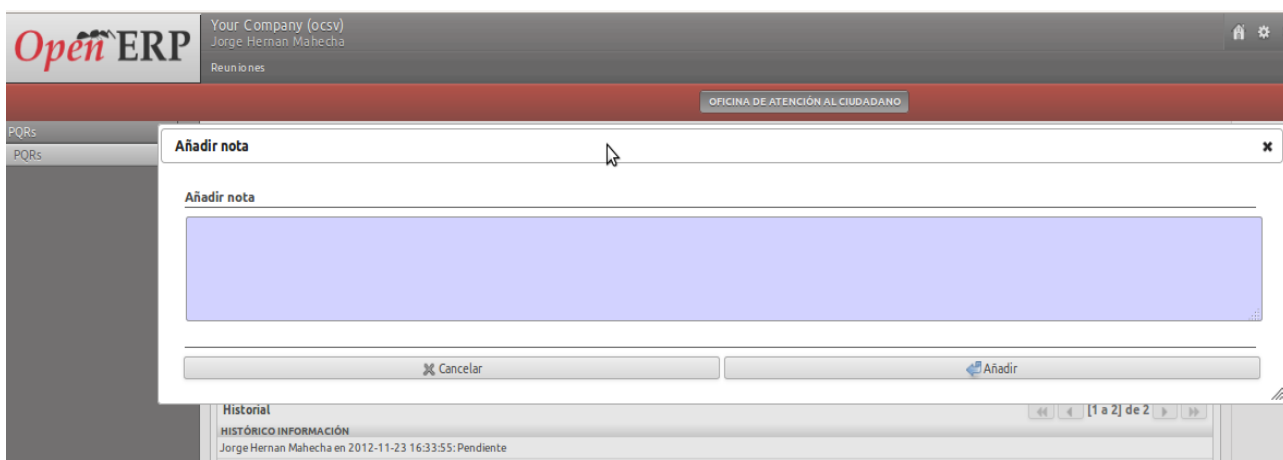 Open ERP
Your Company (ocsv)
Jorge Hernan Mahecha
Reuniones
OFICINA DE ATENCIÓN AL CIUDADANO
PQRs
PQRs
Añadir nota
Añadir nota
Cancelar
Añadir
Historial
[1 a 2] de 2
HISTÓRICO INFORMACIÓN
Jorge Hernan Mahecha en 2012-11-23 16:33:55: Pendiente